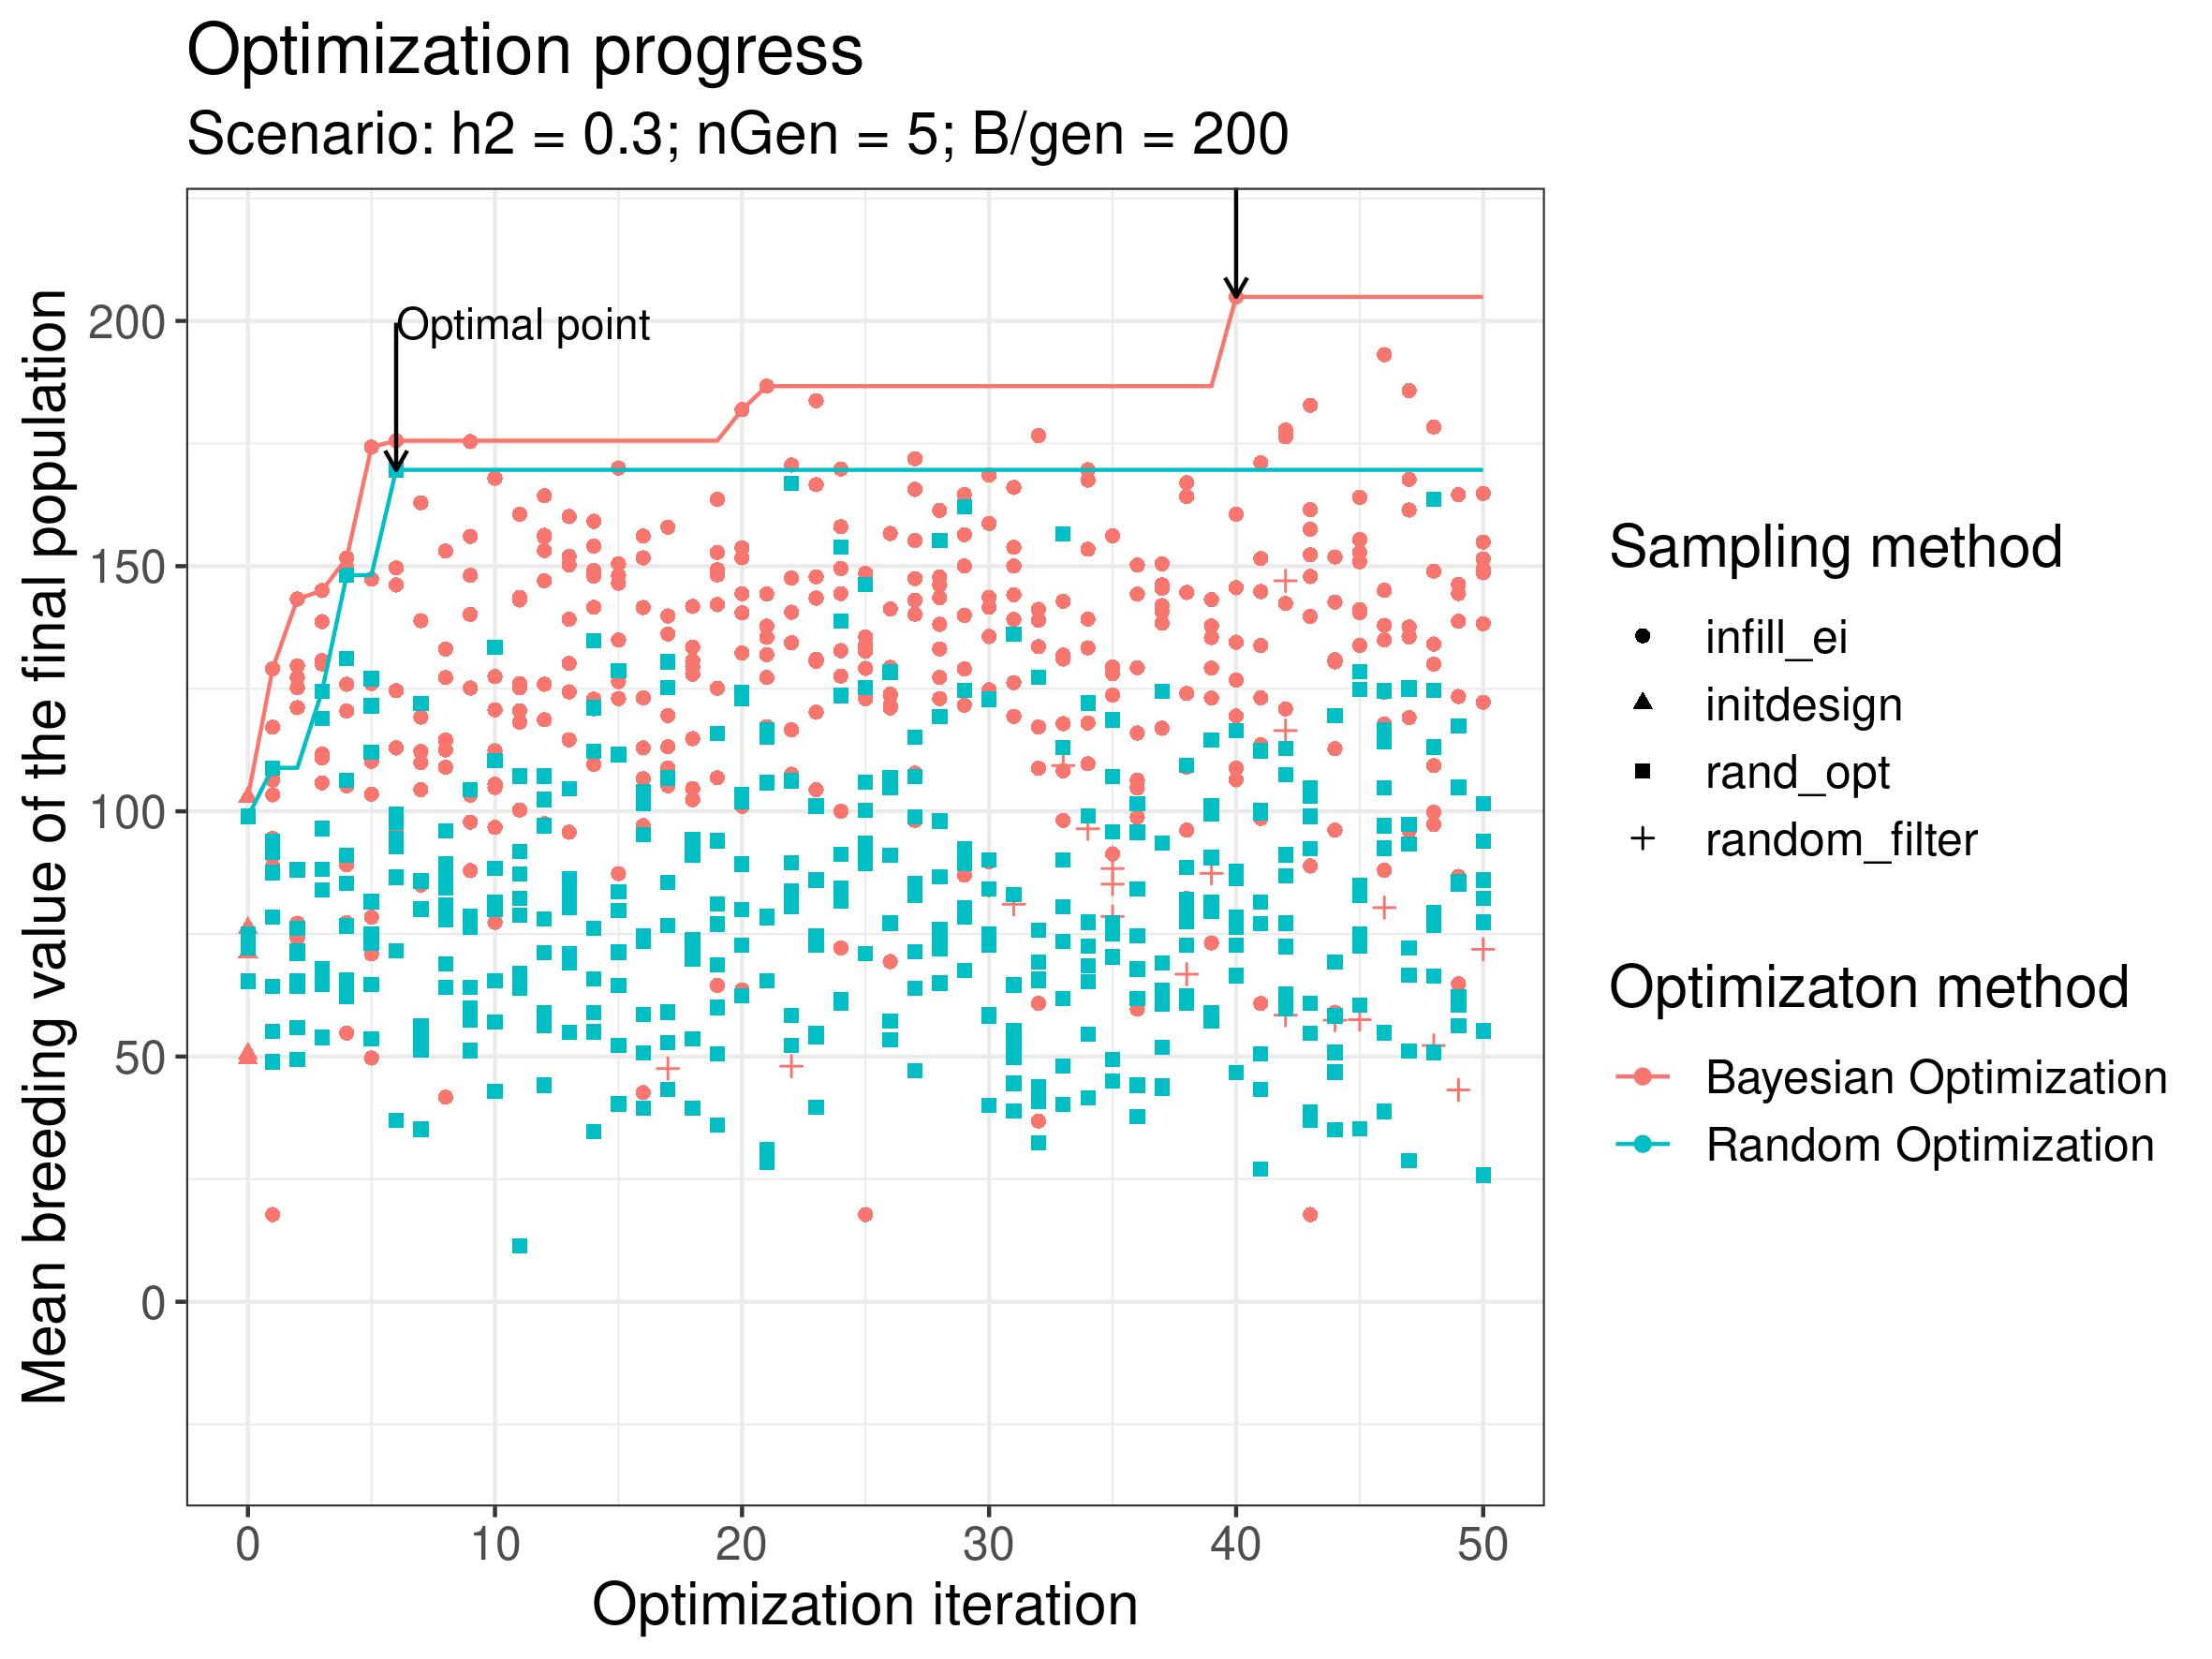 Optimization progress
Scenario: h2 = 0.3; nGen = 5; B/gen = 200
Mean breeding value of the final population
200
150
100
50
0
Optimal point
0 10 20 30 40 50
Optimization iteration
Sampling method
infill_ei
initdesign
rand_opt
random_filter
Optimizaton method
Bayesian Optimization
Random Optimization